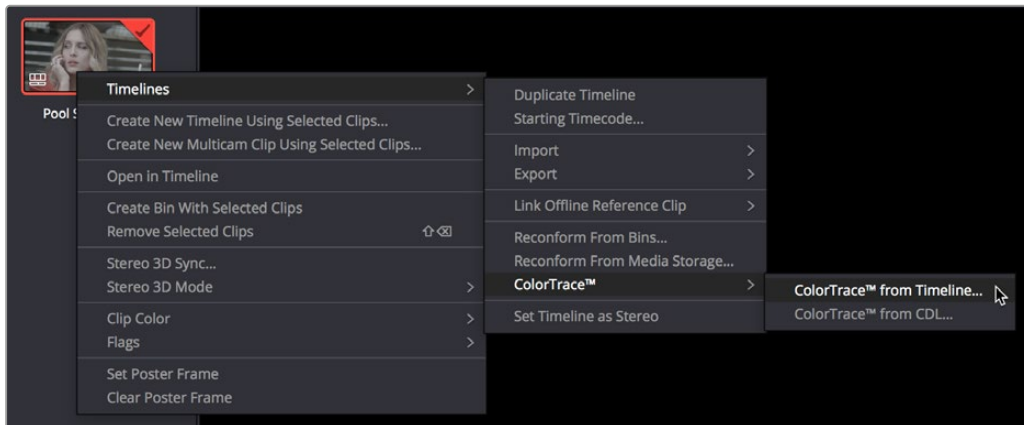 Pool S
Timelines
Create New Timeline Using Selected Clips...
Create New Multicam Clip Using Selected Clips...
Open in Timeline
Create Bin With Selected Clips
Remove Selected Clips
Stereo 3D Sync...
Stereo 3D Mode
Clip Color
Flags
Set Poster Frame
Clear Poster Frame
Duplicate Timeline
Starting Timecode...
Import
Export
Link Offline Reference Clip
Reconform From Bins...
Reconform From Media Storage...
ColorTrace™
Set Timeline as Stereo
ColorTrace™ from Timeline...
ColorTrace™ from CDL...